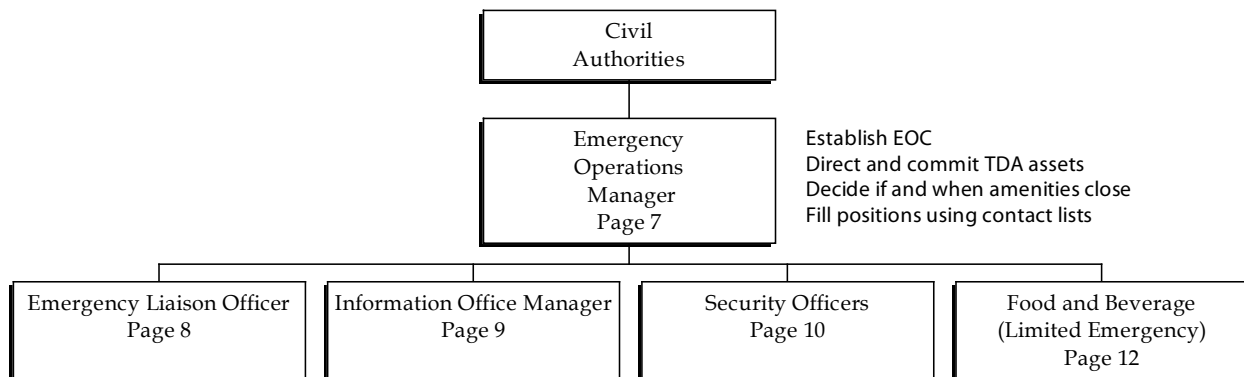 Civil
Authorities
Emergency
Operations
Manager
Page 7
Establish EOC
Direct and commit TDA assets
Decide if and when amenities close
Fill positions using contact lists
Emergency Liaison Officer
Page 8
Information Office Manager
Page 9
Security Officers
Page 10
Food and Beverage
(Limited Emergency)
Page 12